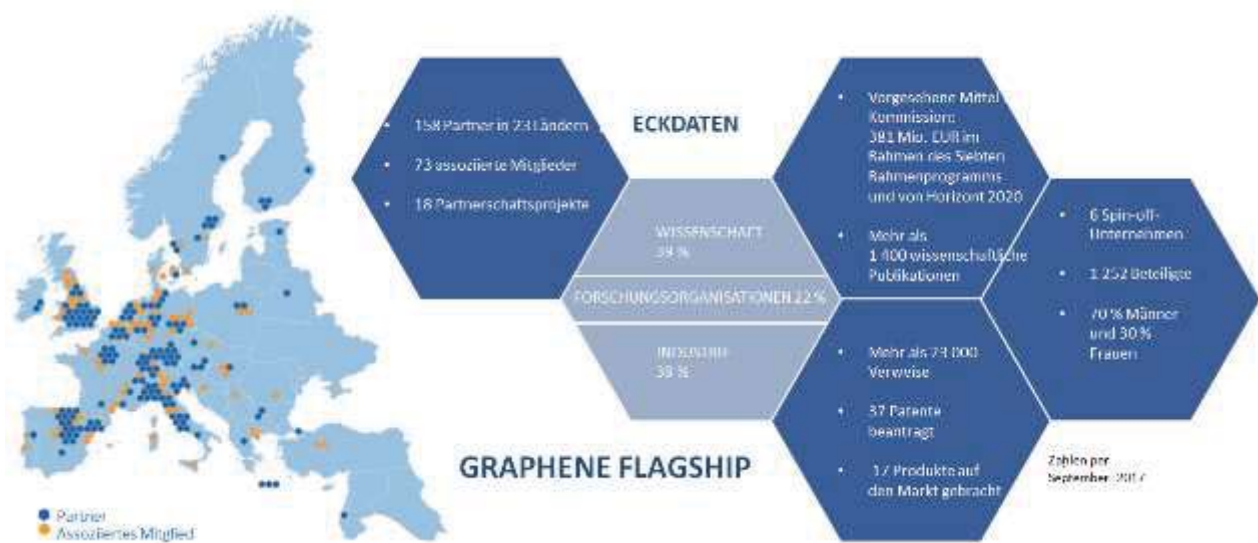 ECKDATEN
• 158 Partner in 23 Ländern
• 73 assoziierte Mitglieder
• 18 Partnerschaftsprojekte
WISSENSCHAFT
39 %
FORSCHUNGSORGANISATIONEN 22 %
INDUSTRIE
%
• Vorgesehene Mittel
Kommission:
381 Mio. EUR im
Rahmen des Siebten
Rahmenprogramms
und von Horizont 2020
• Mehr als
1 400 wissenschaftliche
Publikationen
• 6 Spin-off-
Unternehmen
• 1 252 Beteiligte
• 70 % Männer
und 30 %
Frauen
• Mehr als 000
Verweise
• 37 Patente
beantragt
• 17 Produkte auf
den Markt gebracht
GRAPHENE FLAGSHIP
Zahlen per
September 2017
Partner
Assoziiertes Mitglied